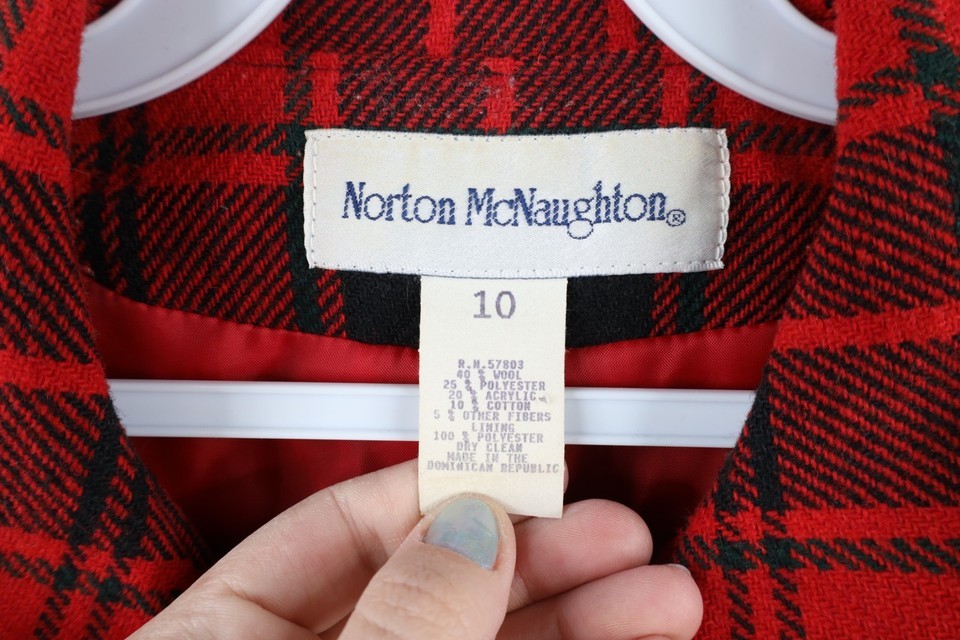 Norton McNaughton®
10
R.N.57803
40 % WOOL
25 % POLYESTER
20 % ACRYLIC
10 % COTTON
5 % OTHER FIBERS
LINING
100 % POLYESTER
DRY CLEAN
MADE IN THE
DOMINICAN REPUBLIC